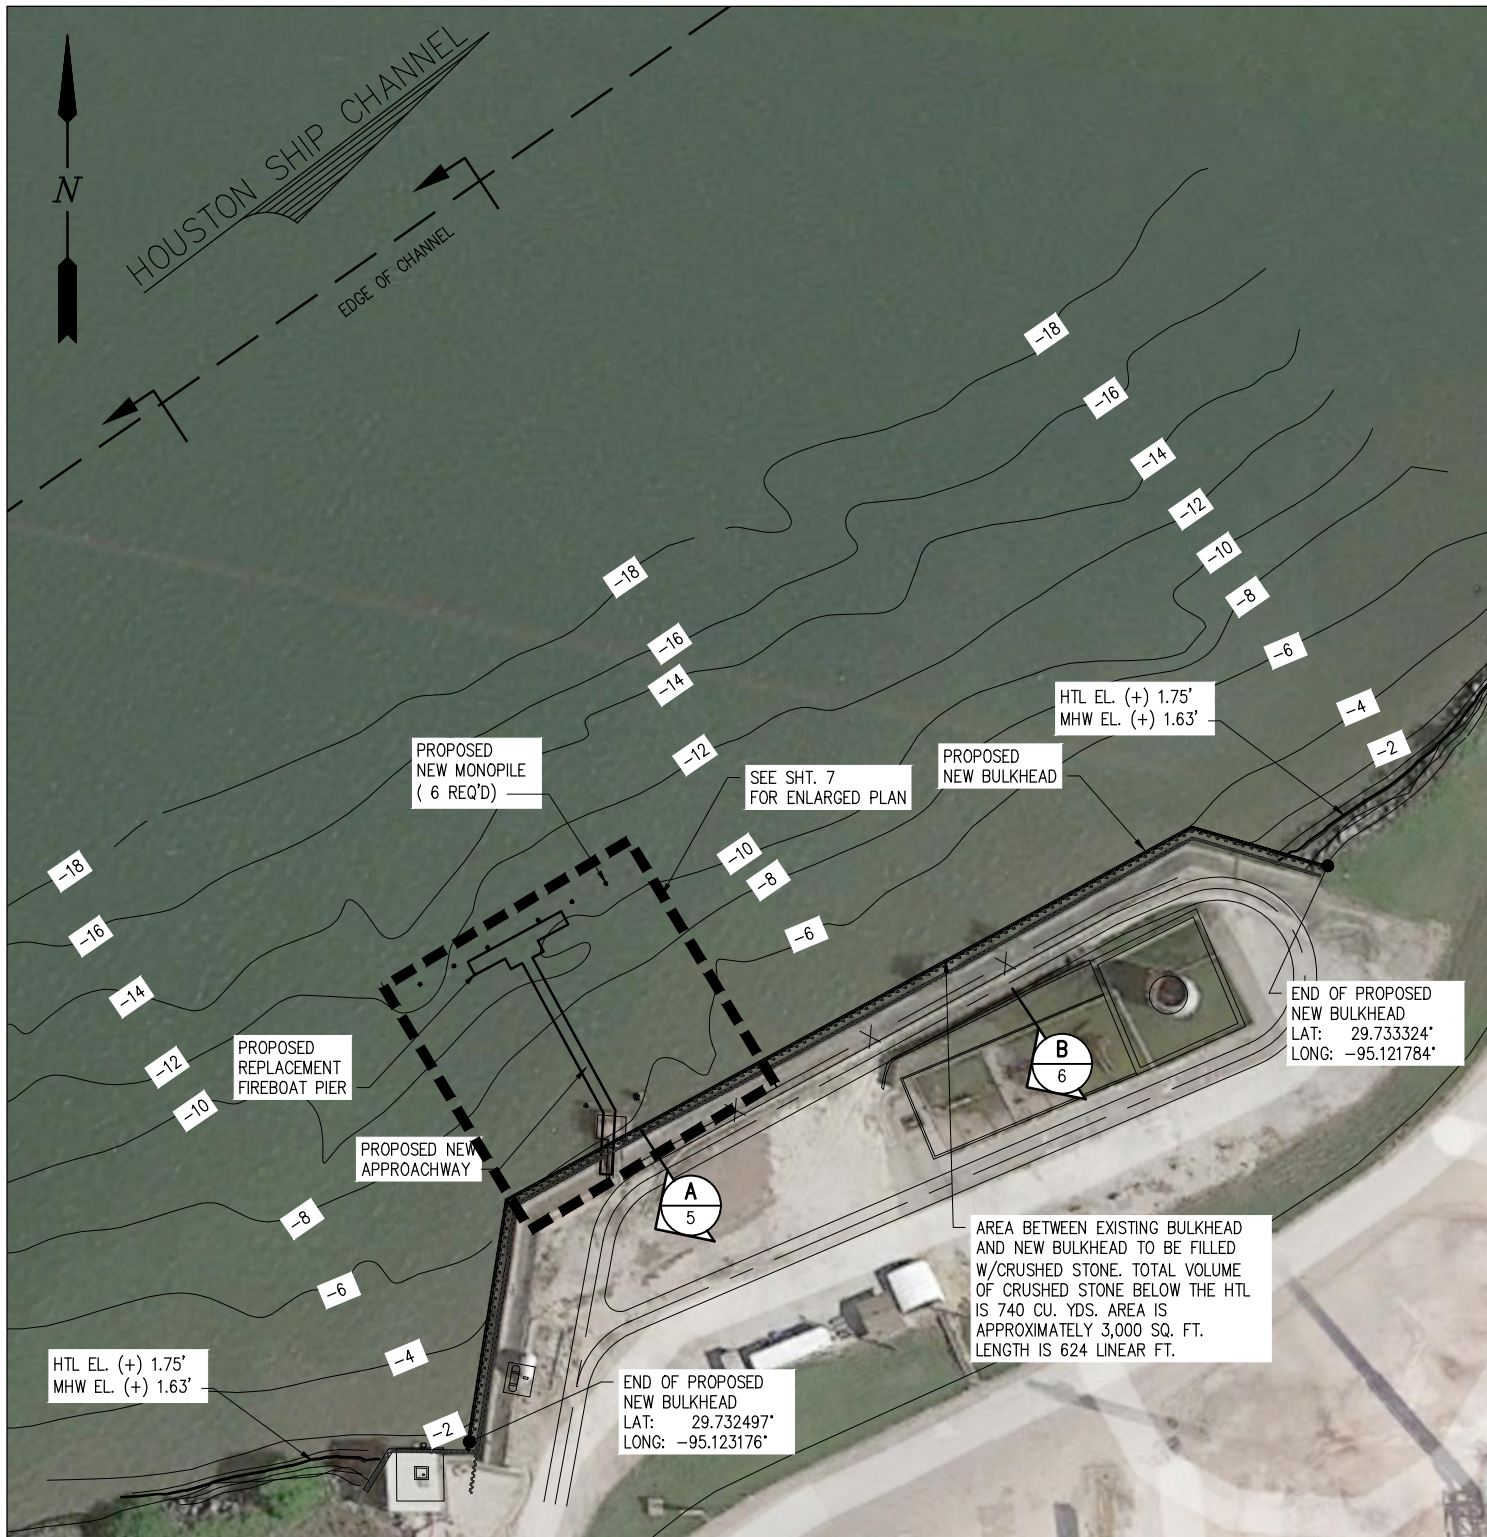 HOUSTON SHIP CHANNEL
N
EDGE OF CHANNEL
-18
-16
-14
-12
-10
-8
-6
-4
-2
-18
-16
-14
-12
-10
-8
-6
HTL EL. (+) 1.75'
MHW EL. (+) 1.63'
PROPOSED
NEW BULKHEAD
SEE SHT. 7
FOR ENLARGED PLAN
PROPOSED
NEW MONOPILE
( 6 REQ'D)
-18
-16
-14
-12
-10
-8
-6
-4
-2
PROPOSED
REPLACEMENT
FIREBOAT PIER
PROPOSED NEW
APPROACHWAY
END OF PROPOSED
NEW BULKHEAD
LAT: 29.733324°
LONG: -95.121784°
B
6
A
5
AREA BETWEEN EXISTING BULKHEAD
AND NEW BULKHEAD TO BE FILLED
W/CRUSHED STONE. TOTAL VOLUME
OF CRUSHED STONE BELOW THE HTL
IS 740 CU. YDS. AREA IS
APPROXIMATELY 3,000 SQ. FT.
LENGTH IS 624 LINEAR FT.
HTL EL. (+) 1.75'
MHW EL. (+) 1.63'
END OF PROPOSED
NEW BULKHEAD
LAT: 29.732497°
LONG: -95.123176°